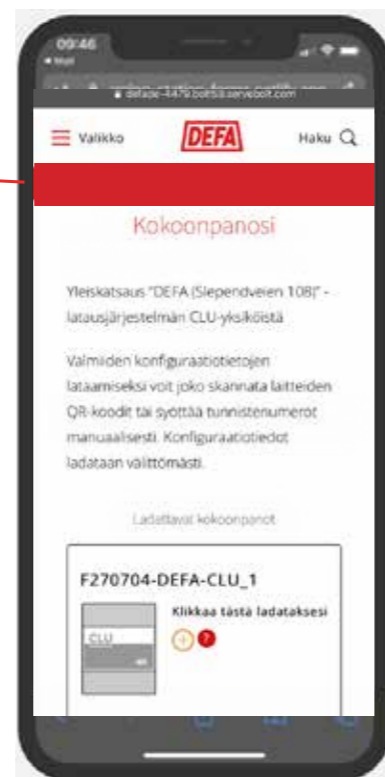 09:46
Mail
Valikko
DEFA
Haku
Kokoonpanosi
Yleiskatsaus "DEFA (Slependveien 108)" -
latausjärjestelmän CLU-yksiköistä
Valmiiden konfiguraatiotietojen
lataamiseksi voit joko skannata laitteiden
QR-koodit tai syöttää tunnistenumerot
manuaalisesti. Konfiguraatiotiedot
ladataan välittömästi.
Ladattavat kokoonpanot
F270704-DEFA-CLU_1
Klikkaa tästä ladataksesi
CLU
?